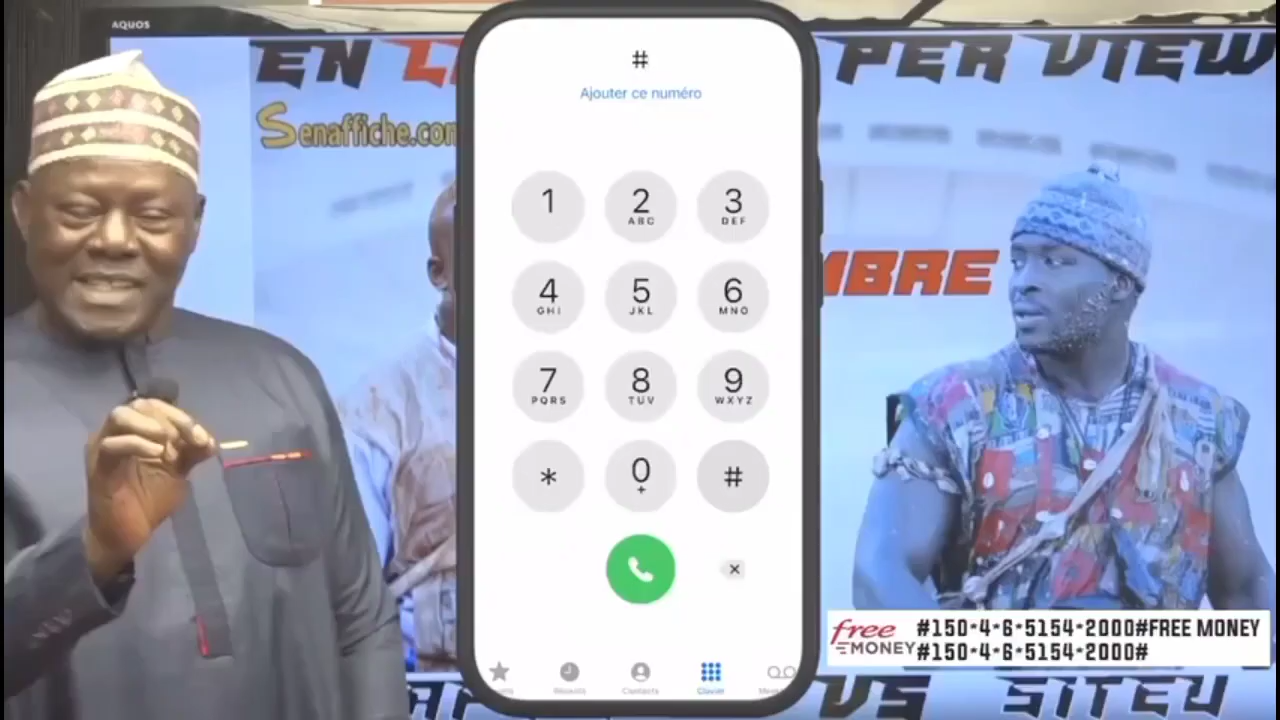 AQUOS
EN
PER VIEW
Senaffiche.com
#
Ajouter ce numéro
1
2
ABC
3
DEF
4
GHI
5
JKL
6
MNO
MBRE
7
PQRS
8
TUV
9
WXYZ
*
0
+
#
free
MONEY
#150*4*6*5154*2000#FREE MONEY
#150*4*6*5154*2000#
Contacts
Clavier
VS SITEU